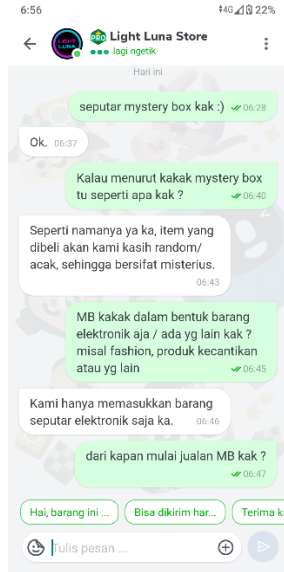 6:56
4G 22%
LIGHT LUNA
PRO Light Luna Store
lagi ngetik
Hari ini
seputar mystery box kak :) 06:28
Ok. 06:37
Kalau menurut kakak mystery box
tu seperti apa kak ? 06:40
Seperti namanya ya ka, item yang
dibeli akan kami kasih random/
acak, sehingga bersifat misterius.
06:43
MB kakak dalam bentuk barang
elektronik aja / ada yg lain kak ?
misal fashion, produk kecantikan
atau yg lain 06:45
Kami hanya memasukkan barang
seputar elektronik saja ka. 06:46
dari kapan mulai jualan MB kak ?
06:47
Hai, barang ini ... Bisa dikirim har... Terima k
Tulis pesan ...